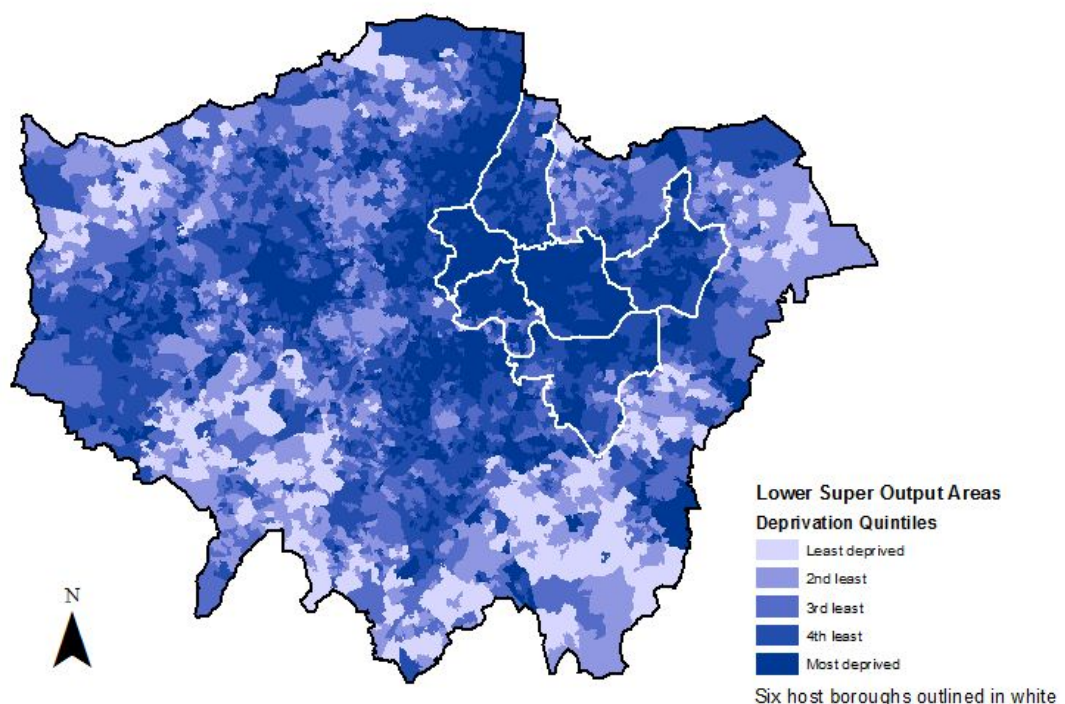 N
Lower Super Output Areas
Deprivation Quintiles
Least deprived
2nd least
3rd least
4th least
Most deprived
Six host boroughs outlined in white